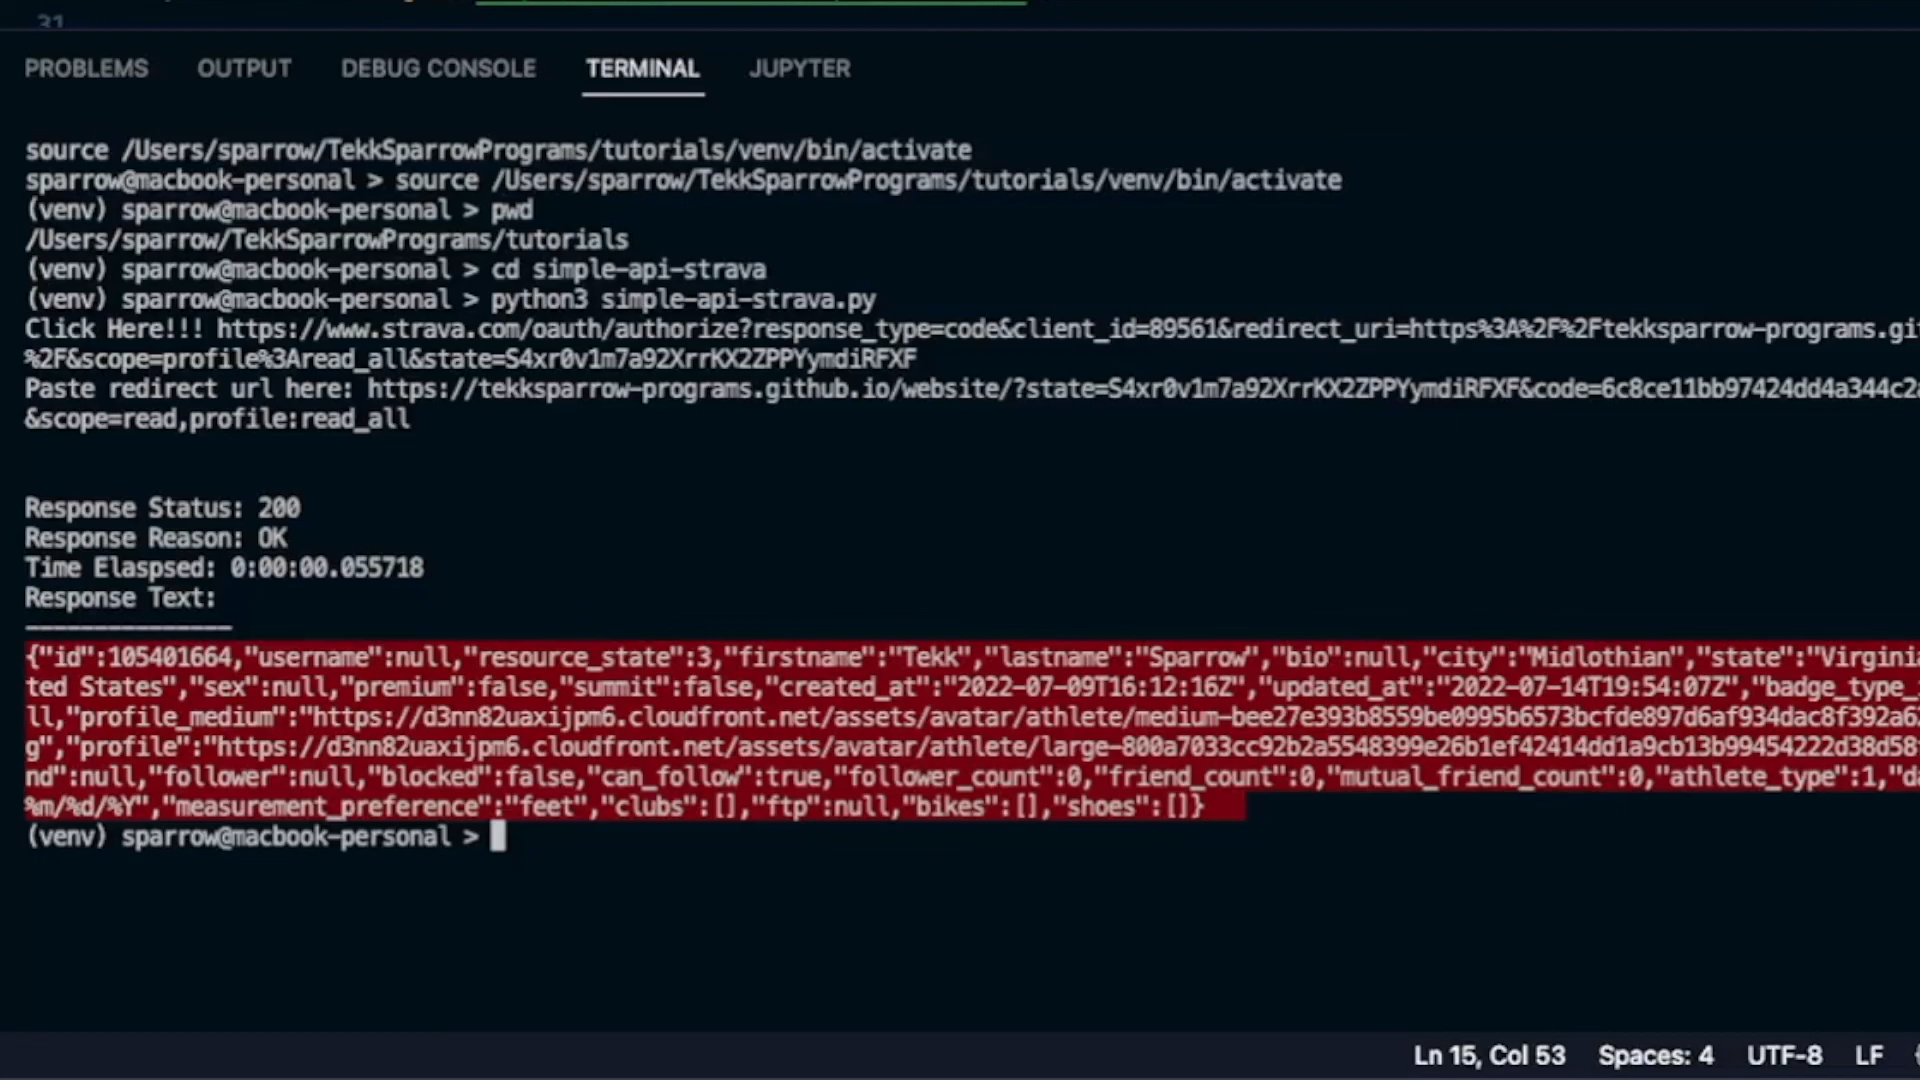 31
PROBLEMS OUTPUT DEBUG CONSOLE TERMINAL JUPYTER
source /Users/sparrow/TekkSparrowPrograms/tutorials/venv/bin/activate
sparrow@macbook-personal > source /Users/sparrow/TekkSparrowPrograms/tutorials/venv/bin/activate
(venv) sparrow@macbook-personal > pwd
/Users/sparrow/TekkSparrowPrograms/tutorials
(venv) sparrow@macbook-personal > cd simple-api-strava
(venv) sparrow@macbook-personal > python3 simple-api-strava.py
Click Here!!! https://www.strava.com/oauth/authorize?response_type=code&client_id=89561&redirect_uri=https%3A%2F%2Ftekksparrow-programs.gi
%2F&scope=profile%3Aread_all&state=S4xr0v1m7a92XrrKX2ZPPYymdiRFXF
Paste redirect url here: https://tekksparrow-programs.github.io/website/?state=S4xr0v1m7a92XrrKX2ZPPYymdiRFXF&code=6c8ce11bb97424dd4a344c2a
&scope=read,profile:read_all
Response Status: 200
Response Reason: OK
Time Elaspsed: 0:00:00.055718
Response Text:
{"id":105401664,"username":null,"resource_state":3,"firstname":"Tekk","lastname":"Sparrow","bio":null,"city":"Midlothian","state":"Virginia
ted States","sex":null,"premium":false,"summit":false,"created_at":"2022-07-09T16:12:16Z","updated_at":"2022-07-14T19:54:07Z","badge_type_
ll,"profile_medium":"https://d3nn82uaxijpm6.cloudfront.net/assets/avatar/athlete/medium-bee27e393b8559be0995b6573bcfde897d6af934dac8f392a6
g","profile":"https://d3nn82uaxijpm6.cloudfront.net/assets/avatar/athlete/large-800a7033cc92b2a5548399e26b1ef42414dd1a9cb13b99454222d38d58
nd":null,"follower":null,"blocked":false,"can_follow":true,"follower_count":0,"friend_count":0,"mutual_friend_count":0,"athlete_type":1,"da
%m/%d/%Y","measurement_preference":"feet","clubs":[],"ftp":null,"bikes":[],"shoes":[]}
(venv) sparrow@macbook-personal >
Ln 15, Col 53 Spaces: 4 UTF-8 LF